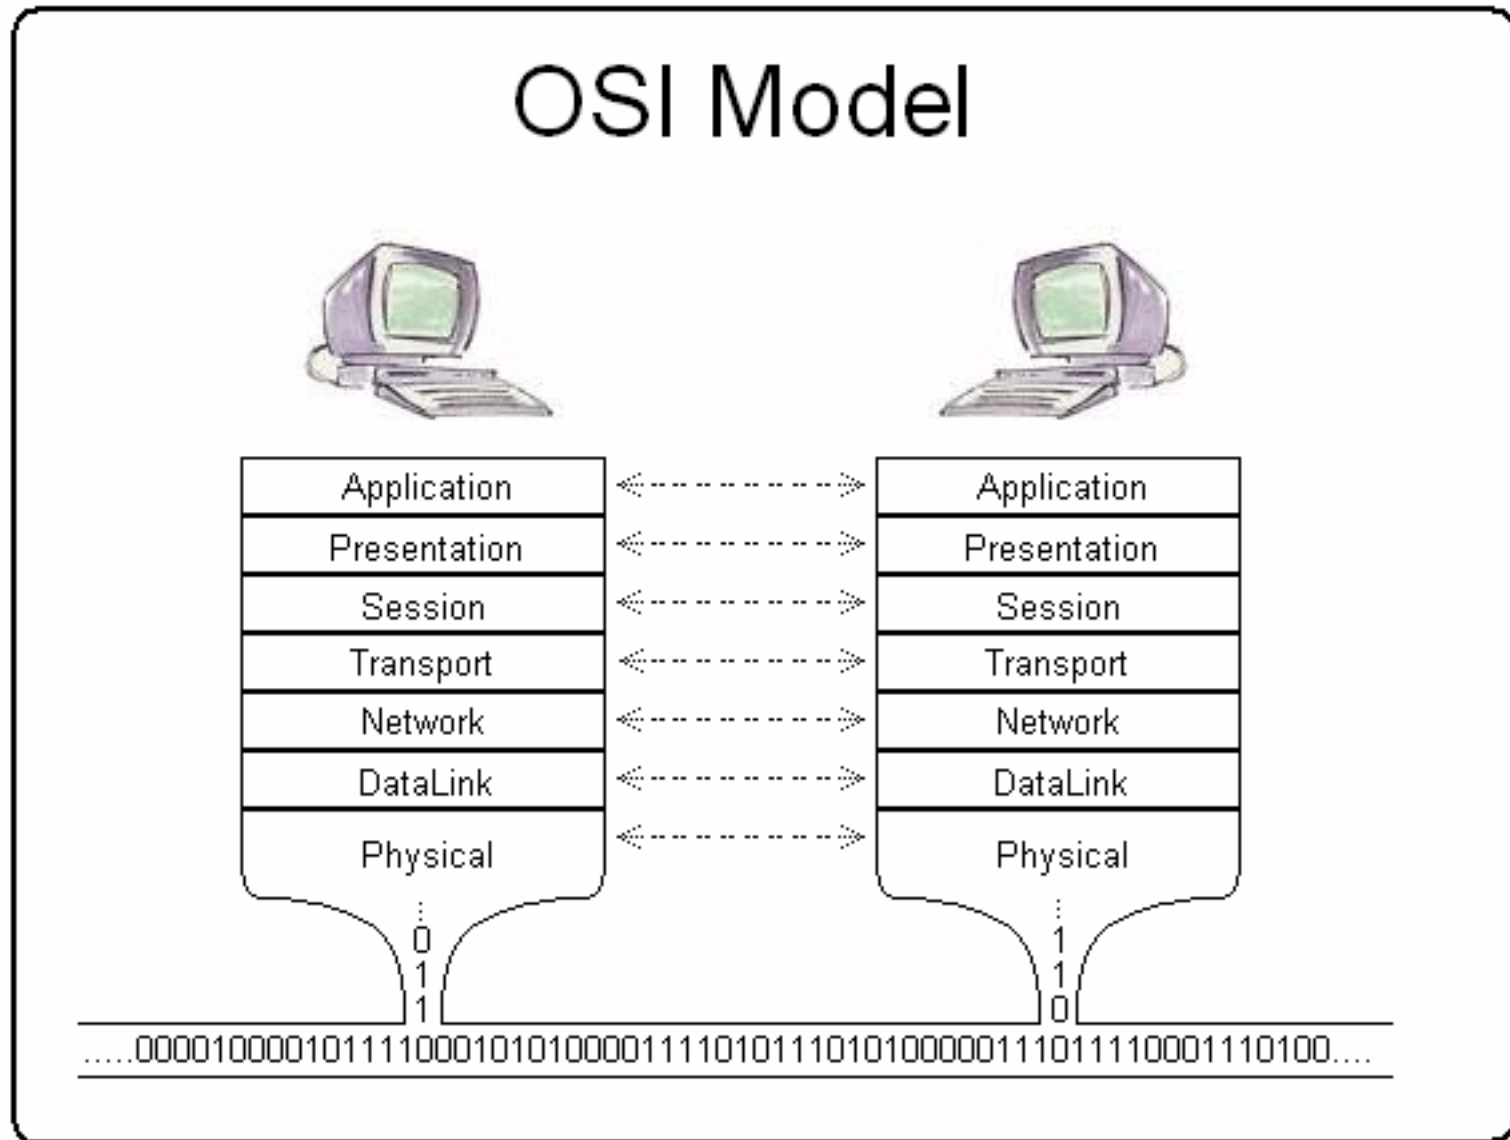 OSI Model
Application Application
Presentation Presentation
Session Session
Transport Transport
Network Network
DataLink DataLink
Physical Physical
0 1
1 1
1 0
.....0000100001011110001010100001111010111010100000111011110001110100....